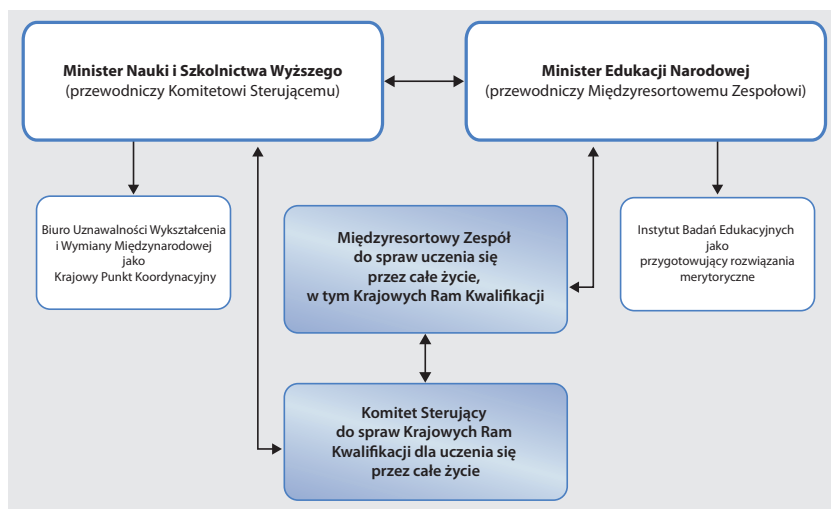 Minister Nauki i Szkolnictwa Wyższego
(przewodniczy Komitetowi Sterującemu)
Minister Edukacji Narodowej
(przewodniczy Międzyresortowemu Zespołowi)
Biuro Uznawalności Wykształcenia
i Wymiany Międzynarodowej
jako
Krajowy Punkt Koordynacyjny
Międzyresortowy Zespół
do spraw uczenia się
przez całe życie,
w tym Krajowych Ram Kwalifikacji
Instytut Badań Edukacyjnych
jako
przygotowujący rozwiązania
merytoryczne
Komitet Sterujący
do spraw Krajowych Ram
Kwalifikacji dla uczenia się
przez całe życie